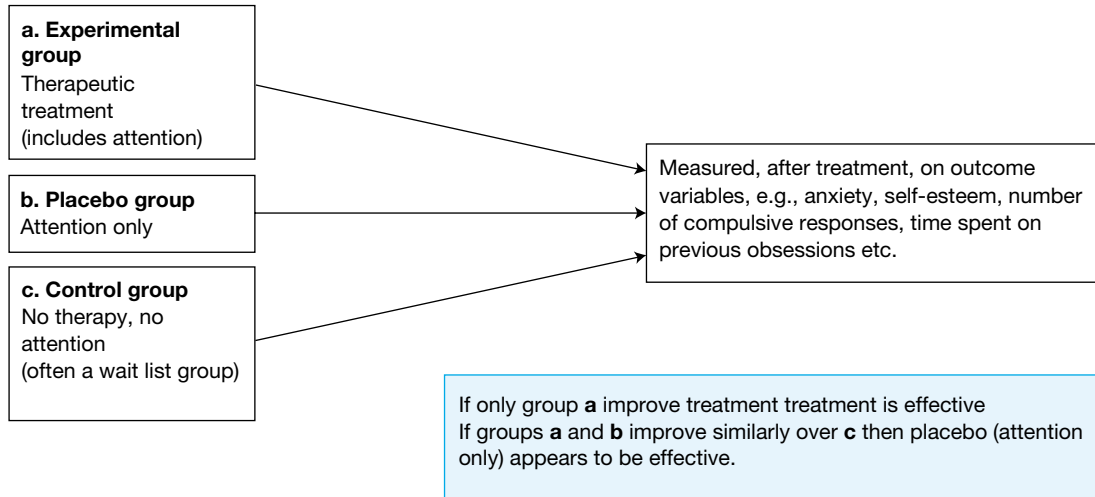 a. Experimental
group
Therapeutic
treatment
(includes attention)
b. Placebo group
Attention only
c. Control group
No therapy, no
attention
(often a wait list group)
Measured, after treatment, on outcome
variables, e.g., anxiety, self-esteem, number
of compulsive responses, time spent on
previous obsessions etc.
If only group a improve treatment treatment is effective
If groups a and b improve similarly over c then placebo (attention
only) appears to be effective.